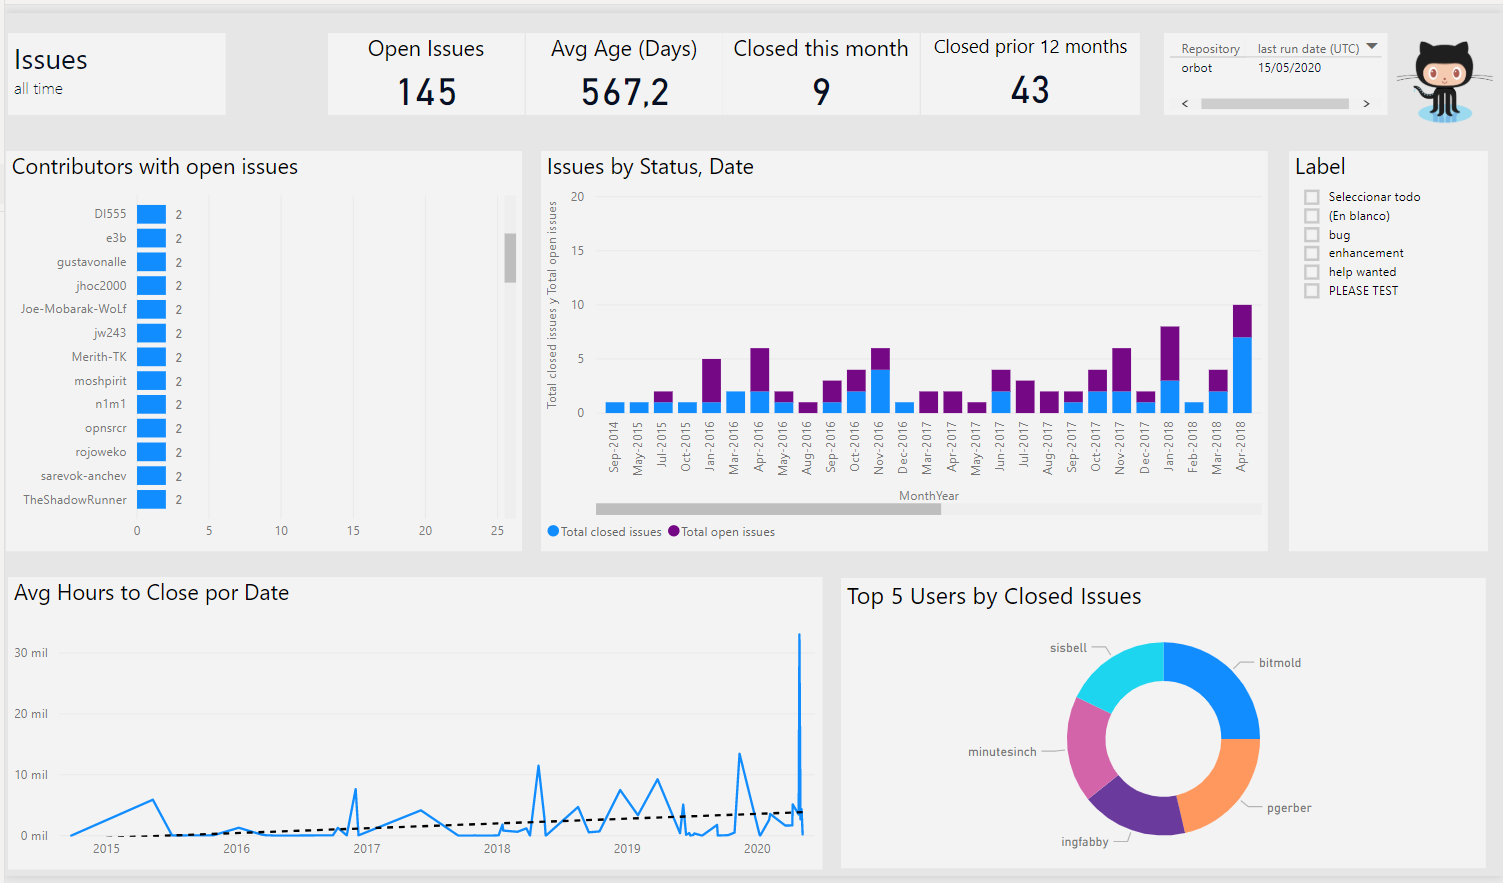 Issues
all time
Open Issues
145
Avg Age (Days)
567,2
Closed this month
9
Closed prior 12 months
43
Repository last run date (UTC)
orbot 15/05/2020
Contributors with open issues
DI555 2
e3b 2
gustavonalle 2
jhoc2000 2
Joe-Mobarak-WoLf 2
jw243 2
Merith-TK 2
moshpirit 2
n1m1 2
opnsrcr 2
rojoweko 2
sarevok-anchev 2
TheShadowRunner 2
0 5 10 15 20 25
Issues by Status, Date
Total closed issues y Total open issues
20
15
10
5
0
Sep-2014
May-2015
Jul-2015
Oct-2015
Jan-2016
Mar-2016
Apr-2016
May-2016
Aug-2016
Sep-2016
Oct-2016
Nov-2016
Dec-2016
Mar-2017
Apr-2017
May-2017
Jun-2017
Jul-2017
Aug-2017
Sep-2017
Oct-2017
Nov-2017
Dec-2017
Jan-2018
Feb-2018
Mar-2018
Apr-2018
MonthYear
Total closed issues Total open issues
Label
Seleccionar todo
(En blanco)
bug
enhancement
help wanted
PLEASE TEST
Avg Hours to Close por Date
30 mil
20 mil
10 mil
0 mil
2015 2016 2017 2018 2019 2020
Top 5 Users by Closed Issues
sisbell
bitmold
minutesinch
pgerber
ingfabby